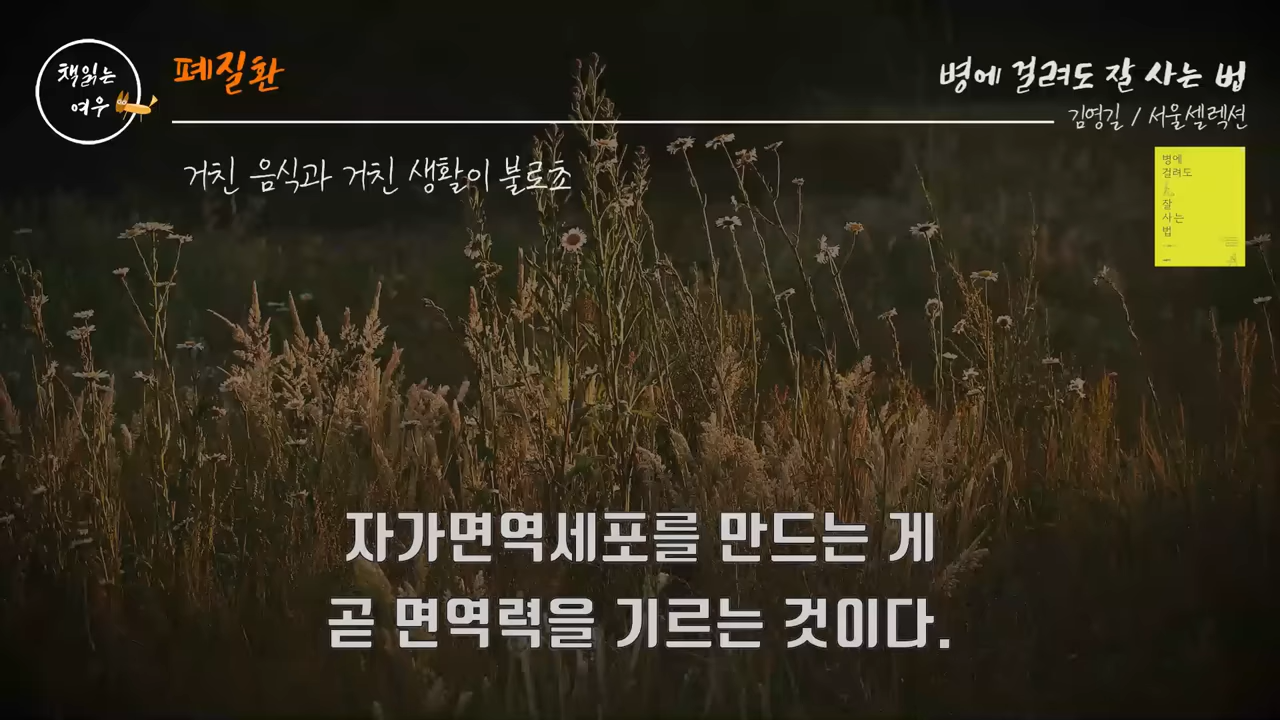 책읽는
여우
폐질환
병에 걸려도 잘 사는 법
김영길 / 서울셀렉션
거친 음식과 거친 생활이 불로초
병에
걸려도
잘
사는
법
자가면역세포를 만드는 게
곧 면역력을 기르는 것이다.